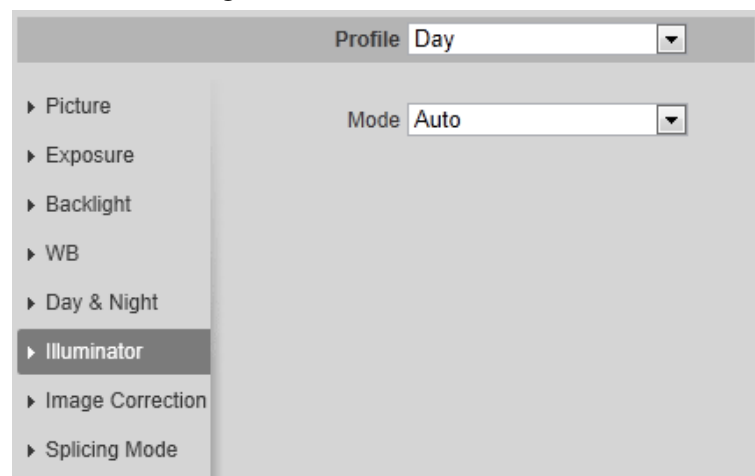 Profile Day
Picture
Mode Auto
Exposure
Backlight
WB
Day & Night
Illuminator
Image Correction
Splicing Mode